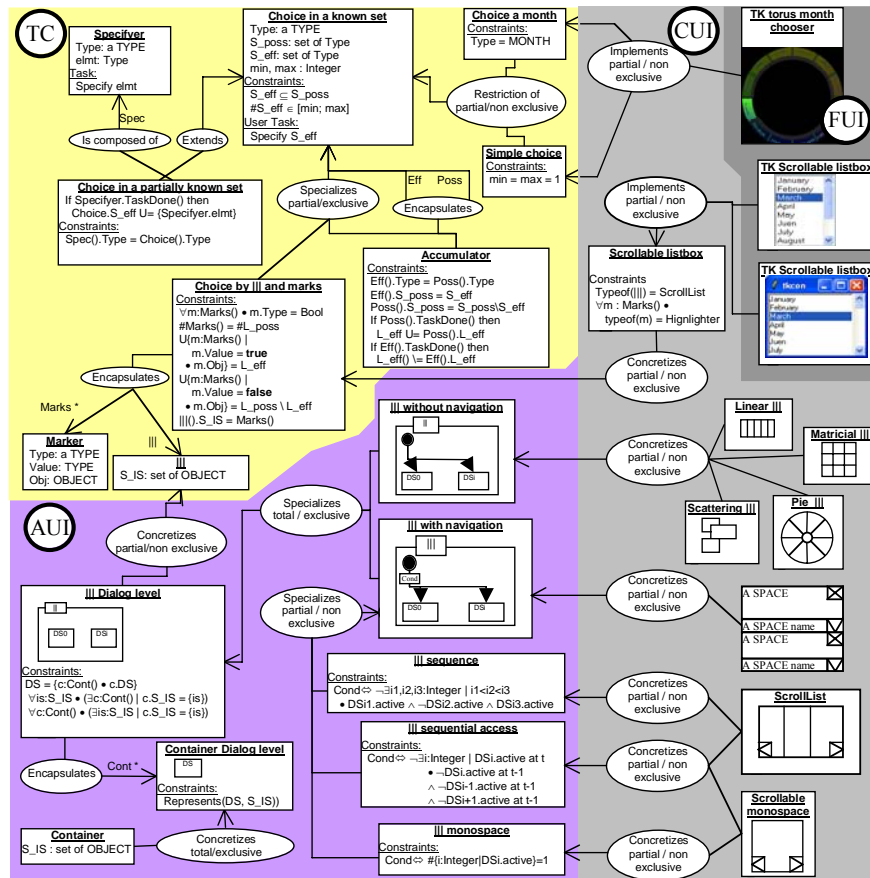 TC
Specifyer
Type: a TYPE
elmt: Type
Task:
Specify elmt
Spec
Is composed of
Extends
Choice in a partially known set
If Specifyer.TaskDone() then
Choice.S_eff U= {Specifyer.elmt}
Constraints:
Spec().Type = Choice().Type
Choice in a known set
Type: a TYPE
S_poss: set of Type
S_eff: set of Type
min, max : Integer
Constraints:
S_eff ⊆ S_poss
#S_eff ∈ [min; max]
User Task:
Specify S_eff
Choice a month
Constraints:
Type = MONTH
Restriction of
partial/non exclusive
Simple choice
Constraints:
min = max = 1
Specializes
partial/exclusive
Eff
Poss
Encapsulates
Accumulator
Constraints:
Eff().Type = Poss().Type
Eff().S_poss = S_eff
Poss().S_poss = S_poss\S_eff
If Poss().TaskDone() then
L_eff U= Poss().L_eff
If Eff().TaskDone() then
L_eff() \= Eff().L_eff
Choice by ||| and marks
Constraints:
∀m:Marks() • m.Type = Bool
#Marks() = #L_poss
U{m:Marks() |
m.Value = true
• m.Obj} = L_eff
U{m:Marks() |
m.Value = false
• m.Obj} = L_poss \ L_eff
|||().S_IS = Marks()
Encapsulates
Marks *
|||
Marker
Type: a TYPE
Value: TYPE
Obj: OBJECT
|||
S_IS: set of OBJECT
CUI
Implements
partial / non
exclusive
TK torus month
chooser
FUI
Implements
partial / non
exclusive
TK Scrollable listbox
January
February
March
April
May
Juen
July
August
TK Scrollable listbox
tkcon
January
February
March
April
May
Juen
July
Scrollable listbox
Constraints
Typeof(|||) = ScrollList
∀m : Marks() •
typeof(m) = Hignlighter
Concretizes
partial / non
exclusive
AUI
Concretizes
partial/non exclusive
||| Dialog level
||
DS0
DSi
Constraints:
DS = {c:Cont() • c.DS}
∀is:S_IS • (∃c:Cont() | c.S_IS = {is})
∀c:Cont() • (∃is:S_IS | c.S_IS = {is})
Encapsulates
Cont *
Container Dialog level
DS
Constraints:
Represents(DS, S_IS))
Container
S_IS : set of OBJECT
Concretizes
total/exclusive
Specializes
total / exclusive
||| without navigation
||
DS0
DSi
||| with navigation
|||
Cond
DS0
DSi
Specializes
partial / non
exclusive
||| sequence
Constraints:
Cond⇔ ¬∃i1,i2,i3:Integer | i1<i2<i3
• DSi1.active ∧ ¬DSi2.active ∧ DSi3.active
||| sequential access
Constraints:
Cond⇔ ¬∃i:Integer | DSi.active at t
• ¬DSi.active at t-1
∧ ¬DSi-1.active at t-1
∧ ¬DSi+1.active at t-1
||| monospace
Constraints:
Cond⇔ #{i:Integer|DSi.active}=1
Concretizes
partial / non
exclusive
Linear |||
Matricial |||
Scattering |||
Pie |||
Concretizes
partial / non
exclusive
A SPACE
A SPACE name
A SPACE
A SPACE name
Concretizes
partial / non
exclusive
ScrollList
Concretizes
partial / non
exclusive
Scrollable
monospace
Concretizes
partial / non
exclusive